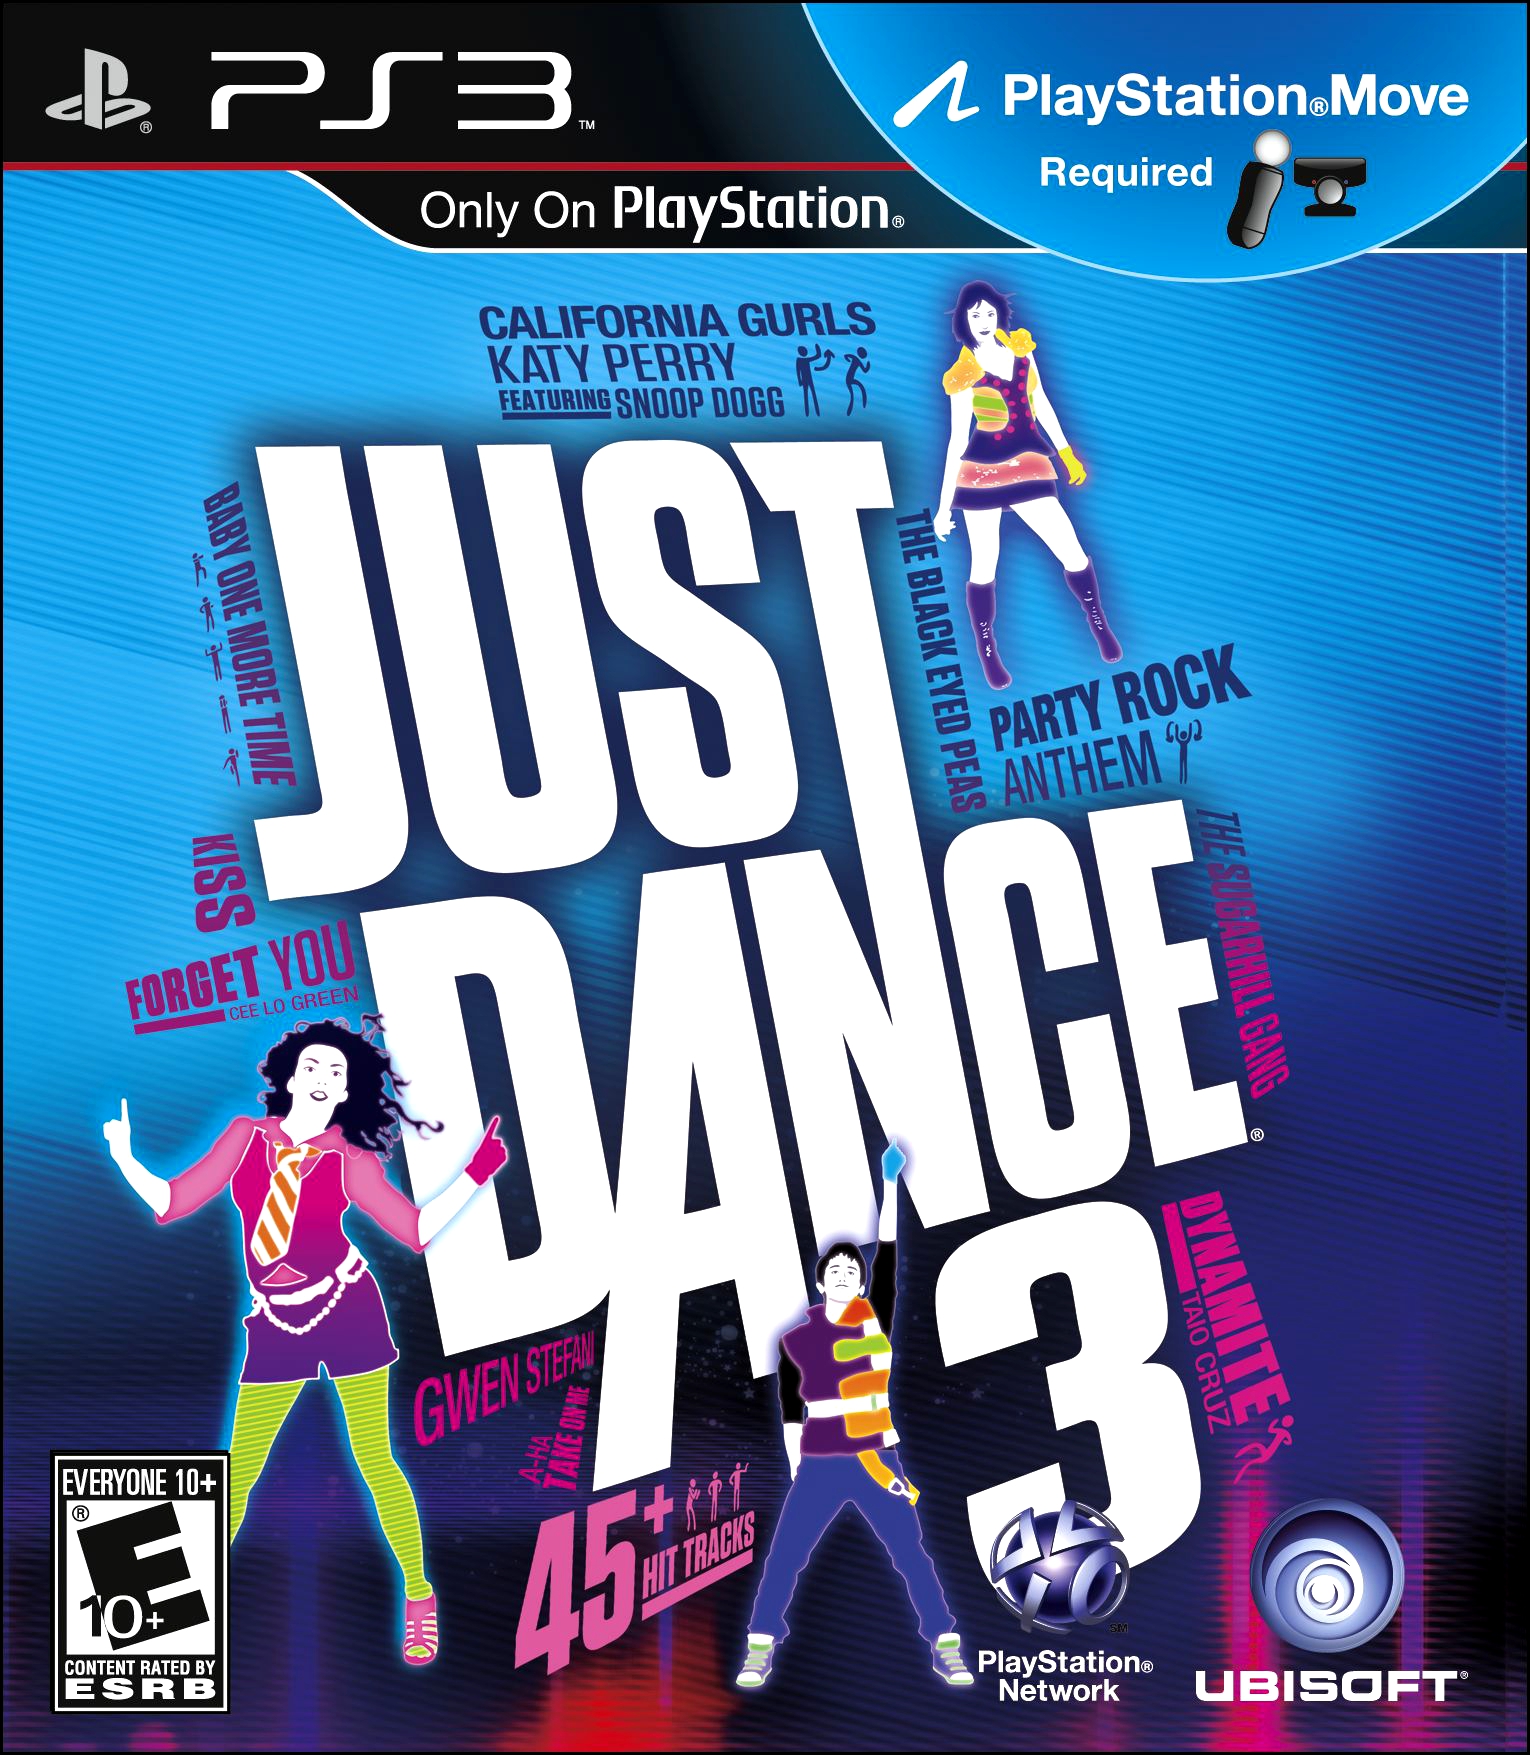 PS3™
PlayStation®Move
Required
Only On PlayStation®
CALIFORNIA GURLS
KATY PERRY
FEATURING SNOOP DOGG
BABY ONE MORE TIME
JUST
THE BLACK EYED PEAS
PARTY ROCK
ANTHEM
KISS
THE SUGARHILL GANG
FORGET YOU
CEE LO GREEN
DANCE®
3
DYNAMITE
TAIO CRUZ
GWEN STEFANI
A-HA
TAKE ON ME
45+
HIT TRACKS
EVERYONE 10+
®
E
10+
CONTENT RATED BY
ESRB
SM
PlayStation®
Network
UBISOFT®